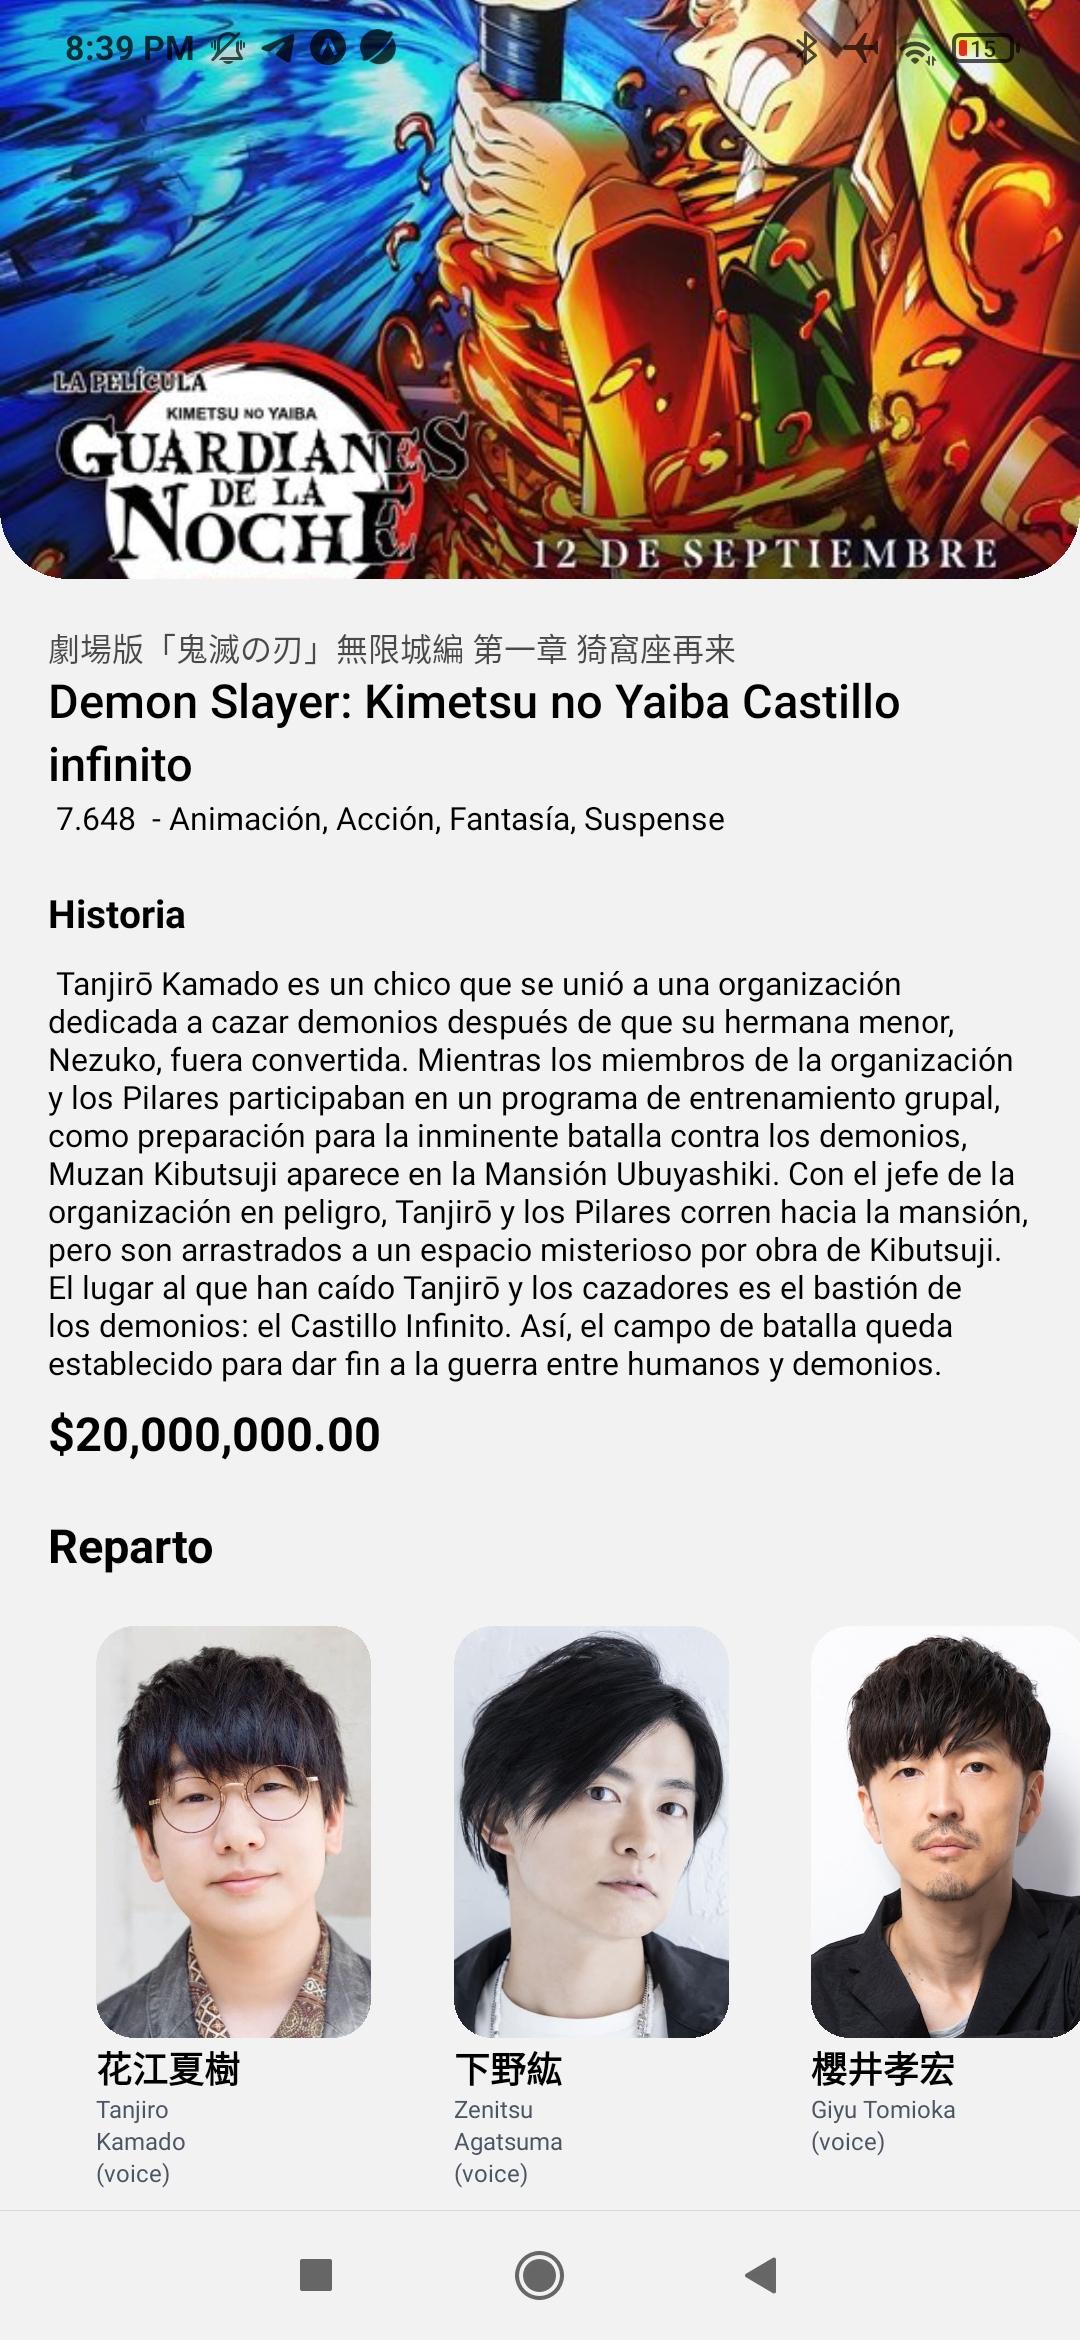 8:39 PM
15
LA PELÍCULA
KIMETSU NO YAIBA
GUARDIANES
DE LA
NOCHE
12 DE SEPTIEMBRE
劇場版「鬼滅の刃」無限城編 第一章 猗窩座再来
Demon Slayer: Kimetsu no Yaiba Castillo
infinito
7.648 - Animación, Acción, Fantasía, Suspense
Historia
Tanjirō Kamado es un chico que se unió a una organización
dedicada a cazar demonios después de que su hermana menor,
Nezuko, fuera convertida. Mientras los miembros de la organización
y los Pilares participaban en un programa de entrenamiento grupal,
como preparación para la inminente batalla contra los demonios,
Muzan Kibutsuji aparece en la Mansión Ubuyashiki. Con el jefe de la
organización en peligro, Tanjirō y los Pilares corren hacia la mansión,
pero son arrastrados a un espacio misterioso por obra de Kibutsuji.
El lugar al que han caído Tanjirō y los cazadores es el bastión de
los demonios: el Castillo Infinito. Así, el campo de batalla queda
establecido para dar fin a la guerra entre humanos y demonios.
$20,000,000.00
Reparto
花江夏樹
Tanjiro
Kamado
(voice)
下野紘
Zenitsu
Agatsuma
(voice)
櫻井孝宏
Giyu Tomioka
(voice)